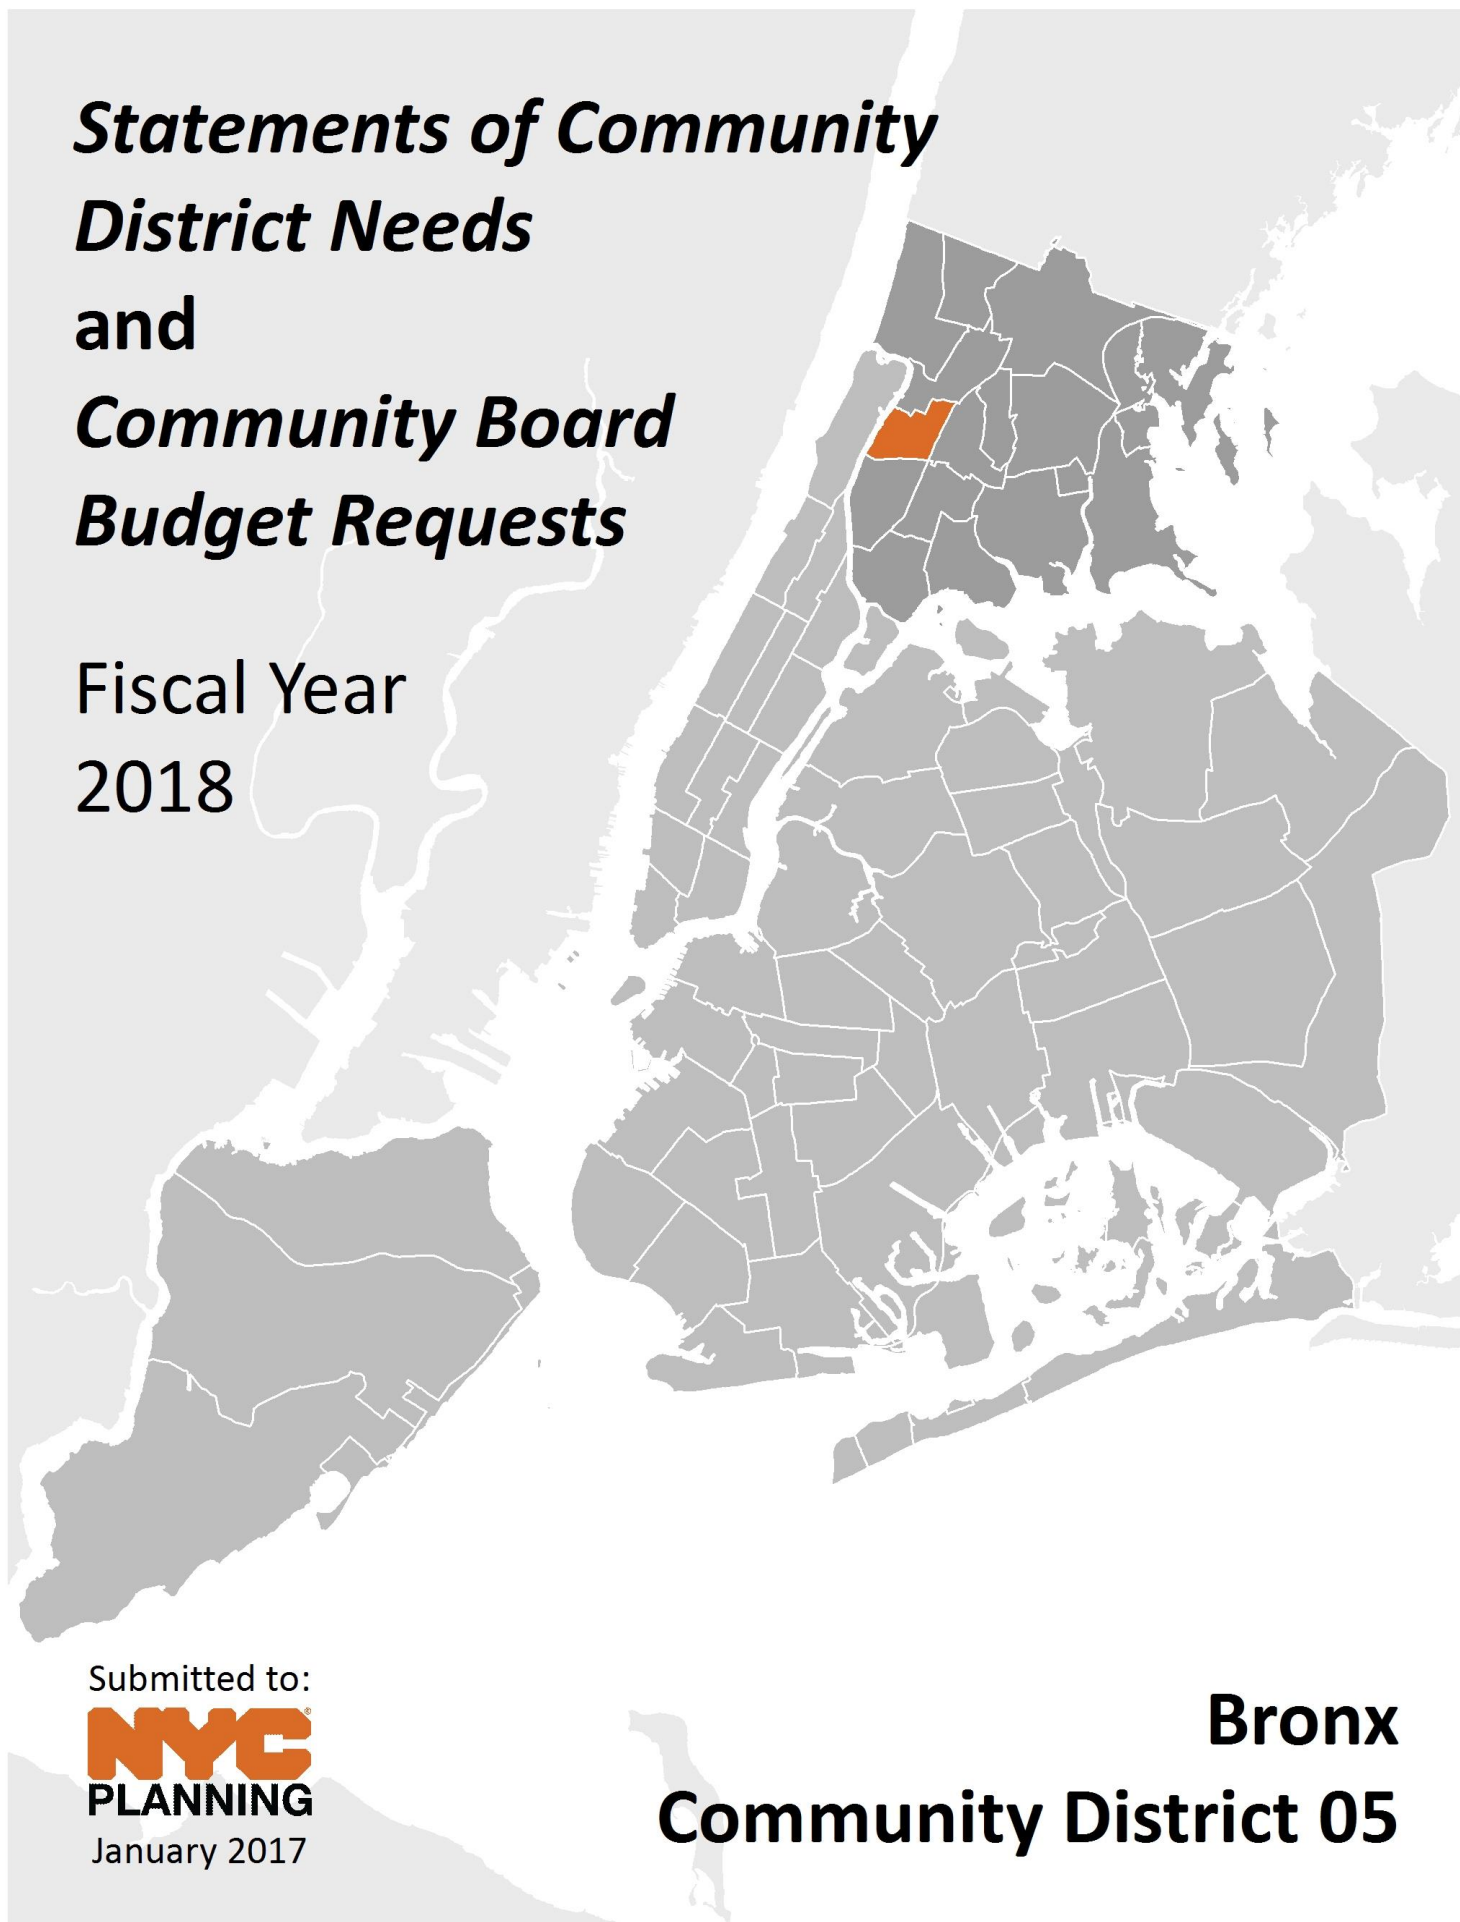 Statements of Community
District Needs
and
Community Board
Budget Requests
Fiscal Year
2018
Submitted to:
NYC®
PLANNING
January 2017
Bronx
Community District 05